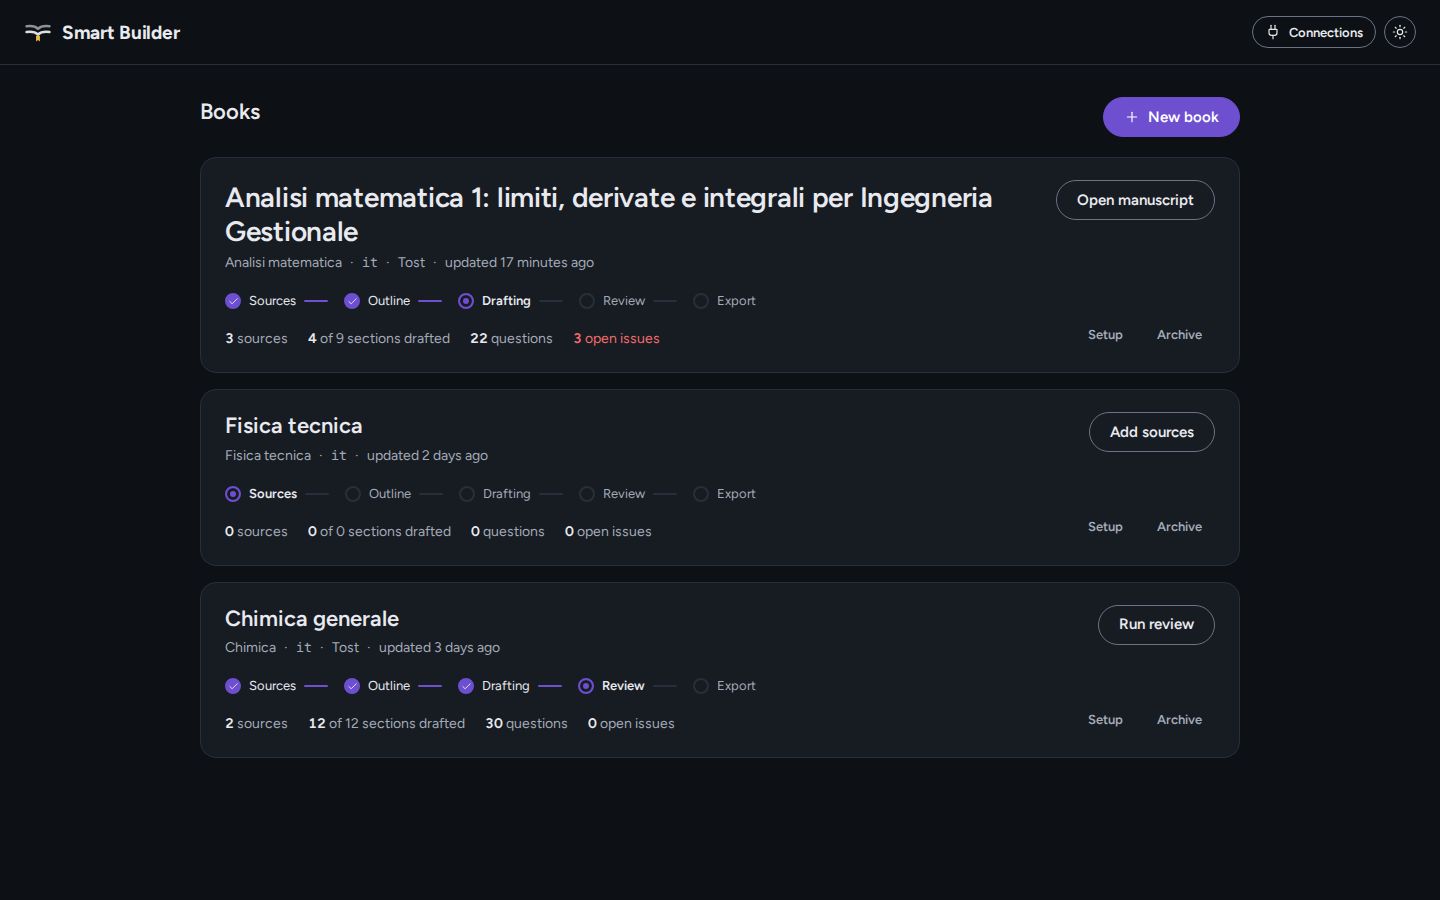 Smart Builder
Connections
Books
New book
Analisi matematica 1: limiti, derivate e integrali per Ingegneria
Gestionale
Open manuscript
Analisi matematica · it · Tost · updated 17 minutes ago
Sources Outline Drafting Review Export
3 sources 4 of 9 sections drafted 22 questions 3 open issues
Setup Archive
Fisica tecnica
Add sources
Fisica tecnica · it · updated 2 days ago
Sources Outline Drafting Review Export
0 sources 0 of 0 sections drafted 0 questions 0 open issues
Setup Archive
Chimica generale
Run review
Chimica · it · Tost · updated 3 days ago
Sources Outline Drafting Review Export
2 sources 12 of 12 sections drafted 30 questions 0 open issues
Setup Archive